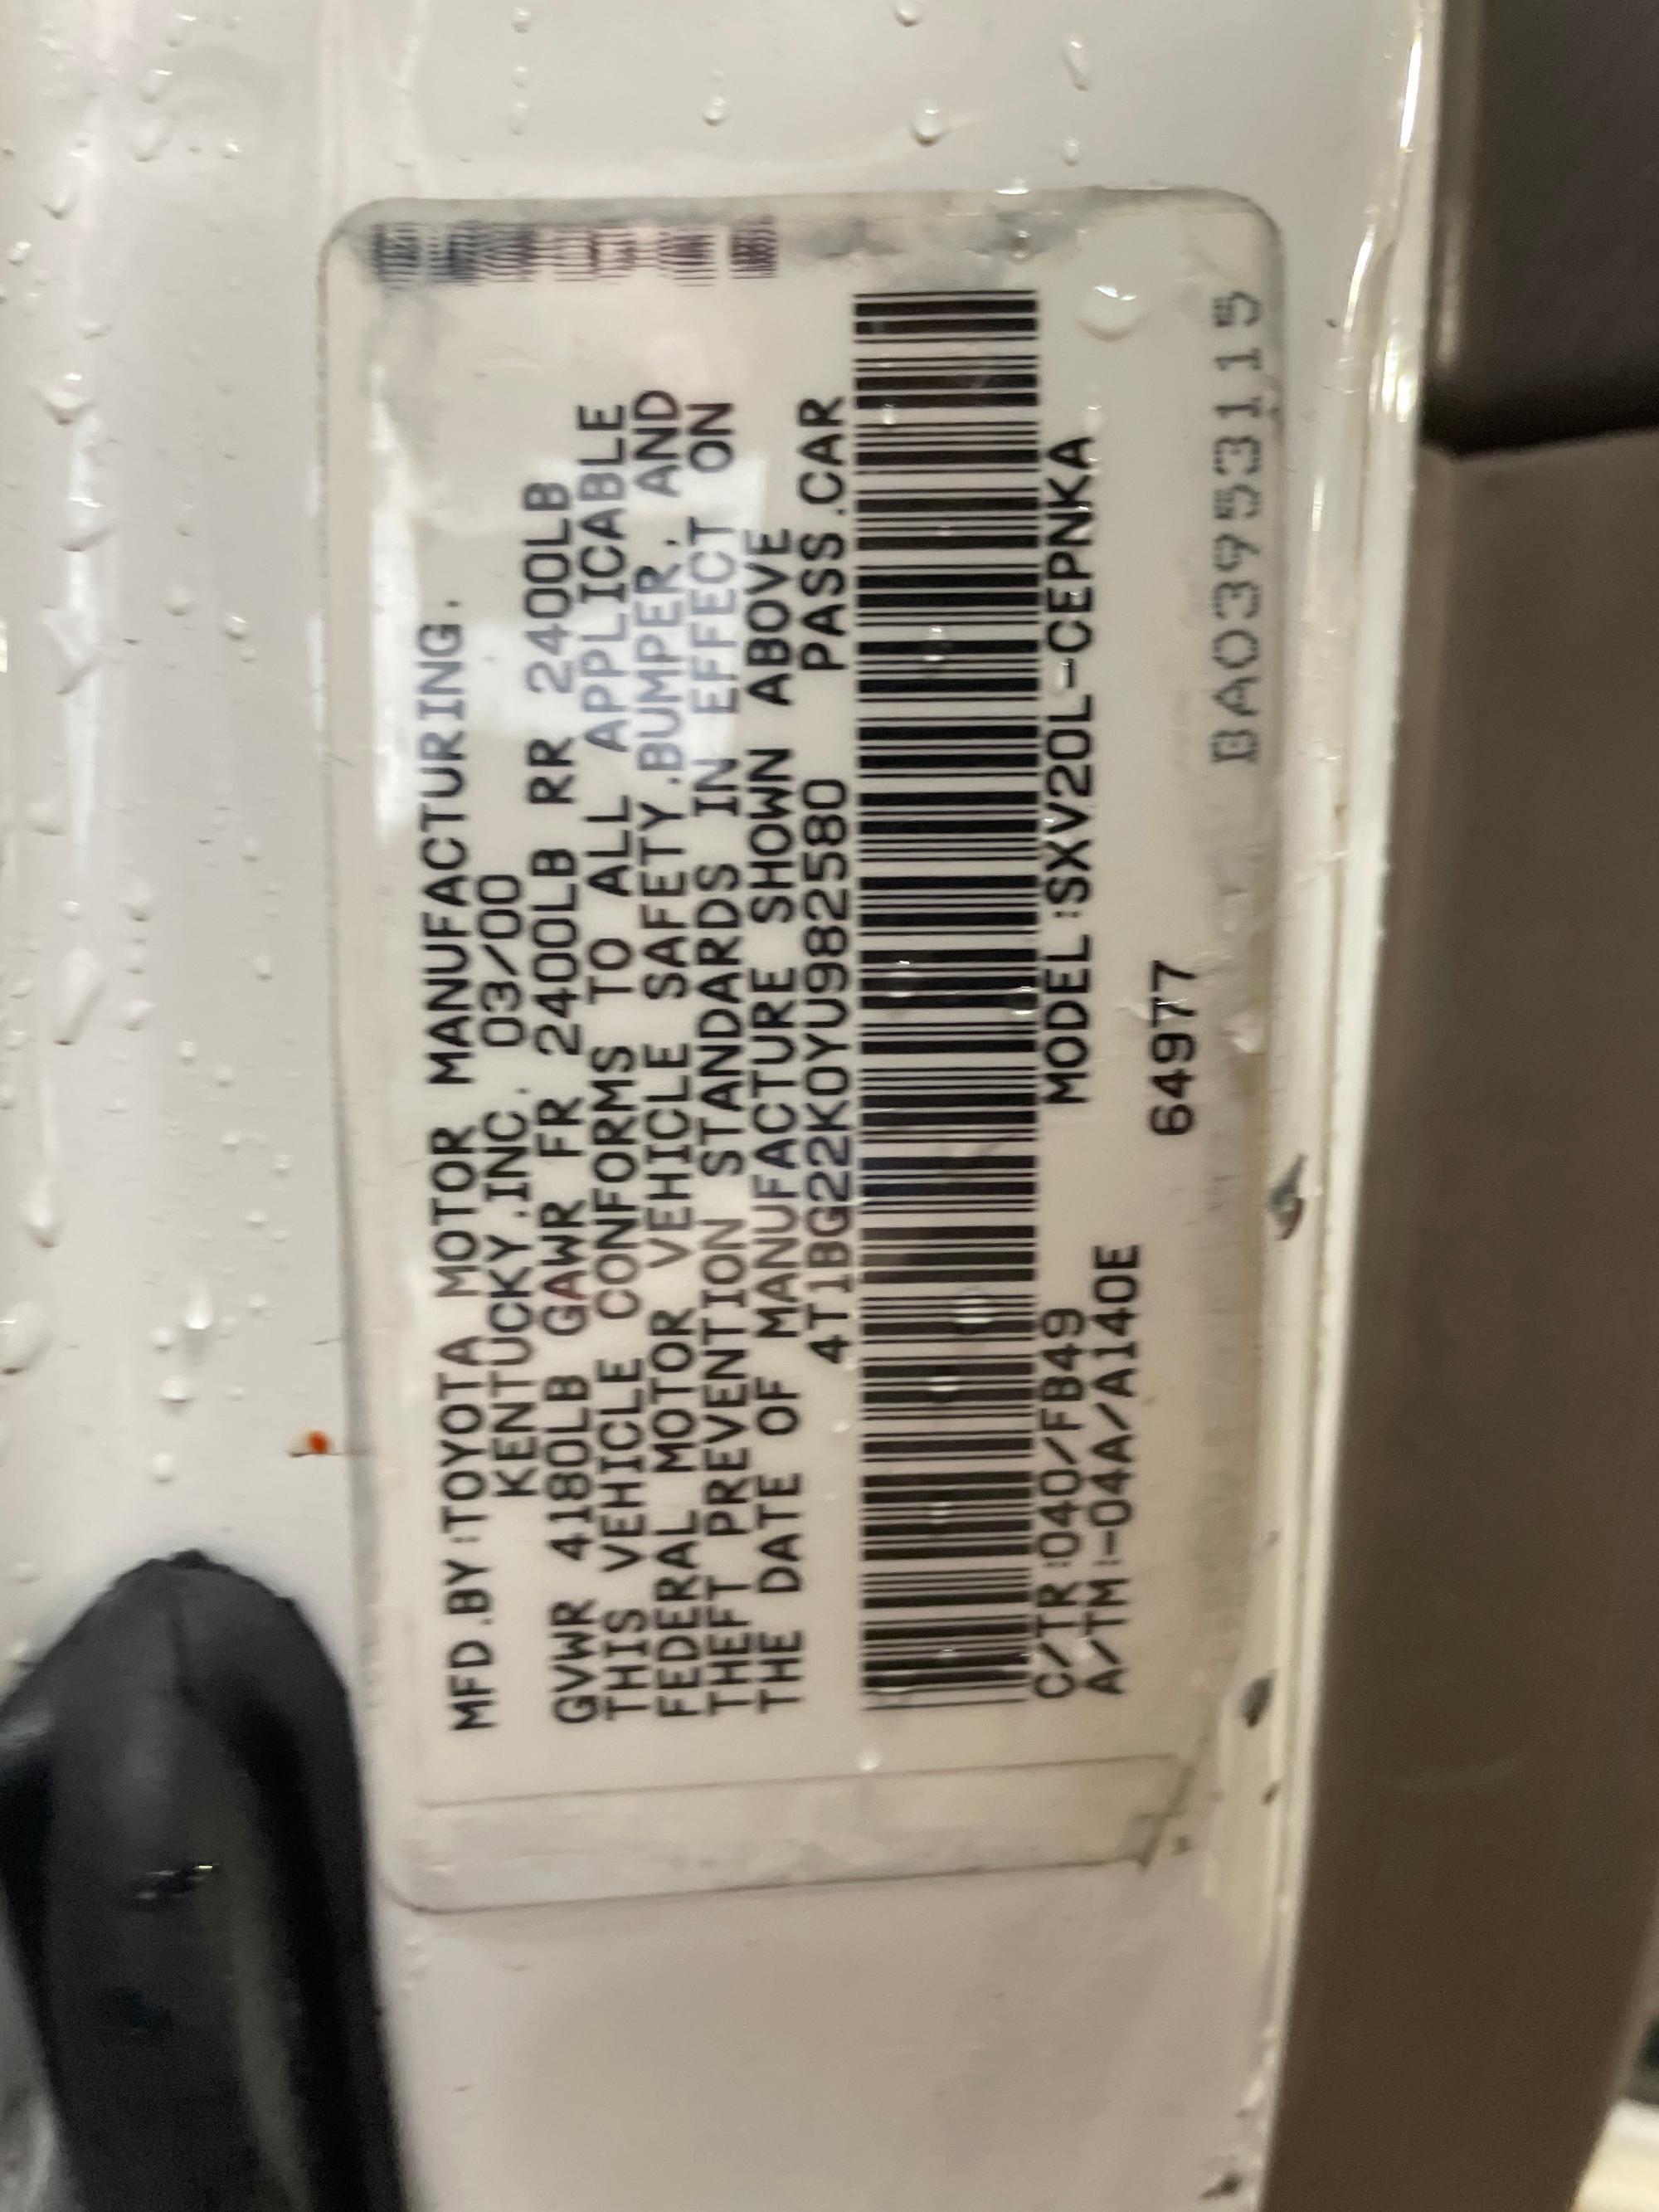 MFD.BY:TOYOTA MOTOR MANUFACTURING.
KENTUCKY.INC. 03/00
GVWR 4180LB GAWR FR 2400LB RR 2400LB
THIS VEHICLE CONFORMS TO ALL APPLICABLE
FEDERAL MOTOR VEHICLE SAFETY.BUMPER, AND
THEFT PREVENTION STANDARDS IN EFFECT ON
THE DATE OF MANUFACTURE SHOWN ABOVE
4T1BG22K0YU982580 PASS.CAR
C/TR:040/FB49 MODEL:SXV20L-CEPNKA
A/TM:-04A/A140E
64977
BA03953115